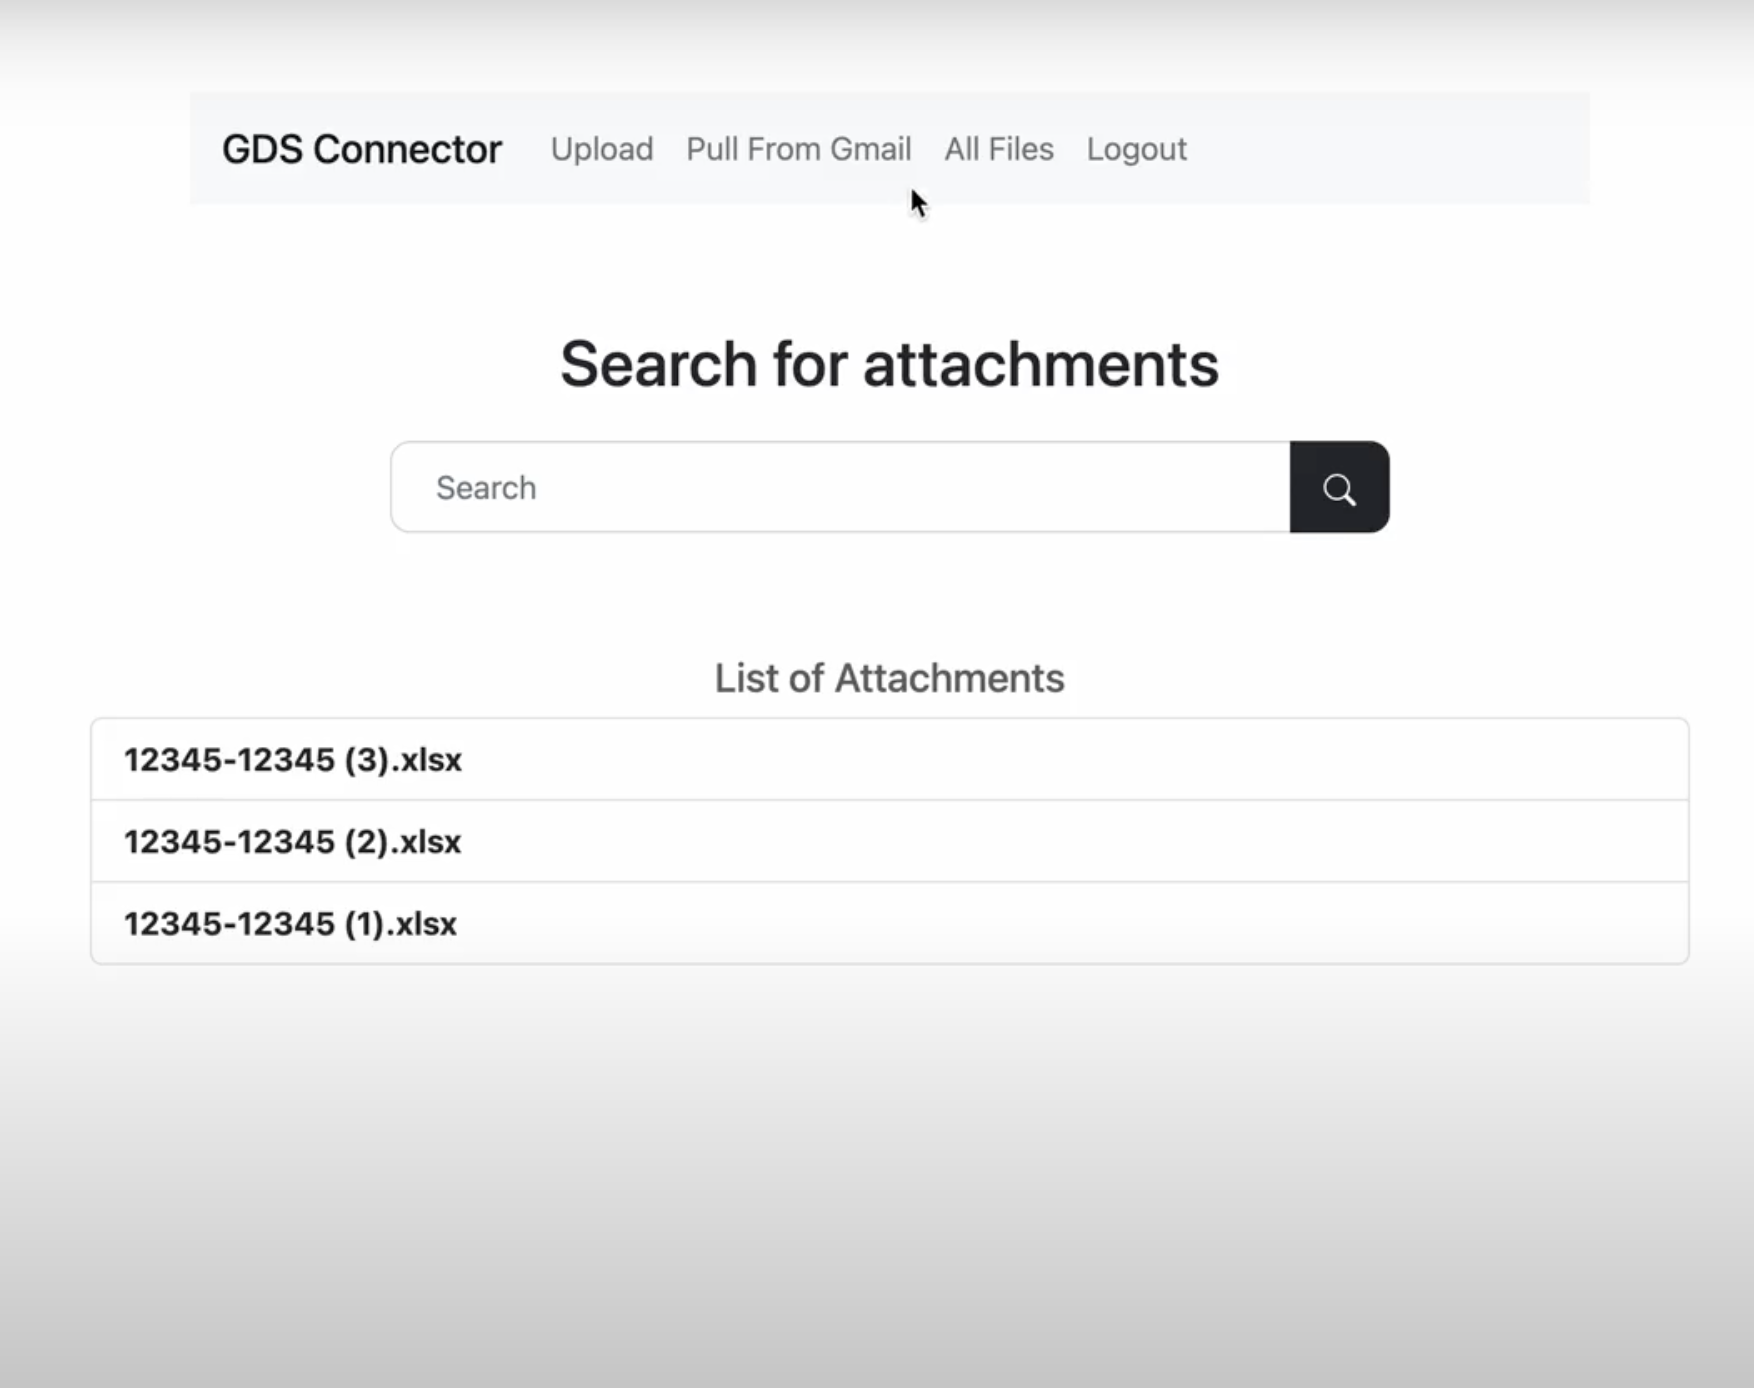 GDS Connector Upload Pull From Gmail All Files Logout
Search for attachments
Search
List of Attachments
12345-12345 (3).xlsx
12345-12345 (2).xlsx
12345-12345 (1).xlsx